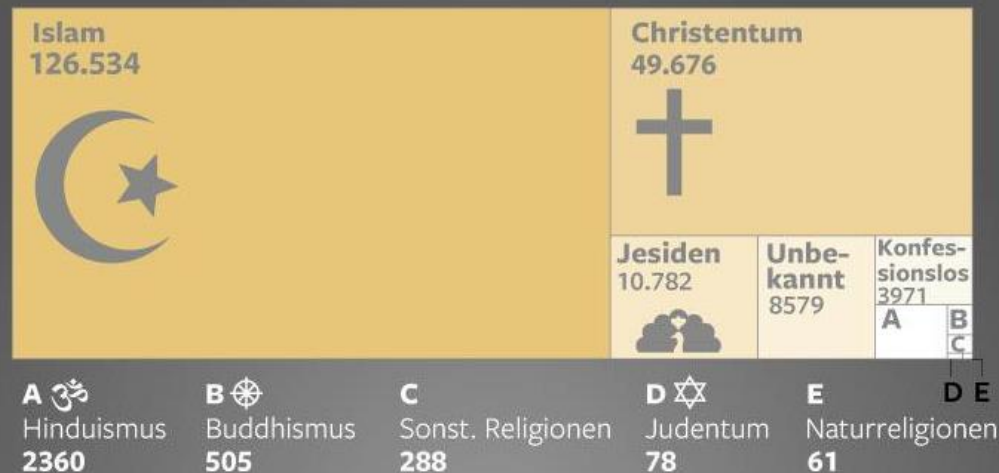 Islam
126.534
Christentum
49.676
Jesiden
10.782
Unbe-
kannt
8579
Konfes-
sionslos
3971
A
B
C
D E
A ॐ
Hinduismus
2360
B
Buddhismus
505
C
Sonst. Religionen
288
D
Judentum
78
E
Naturreligionen
61